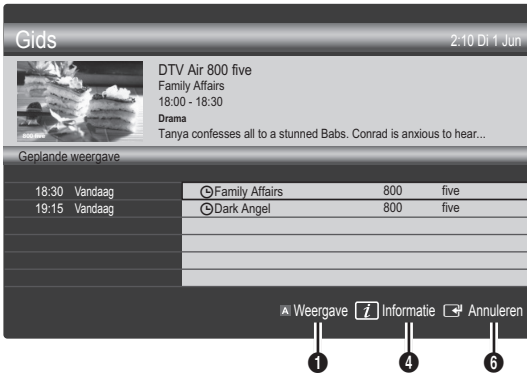 Gids 2:10 Di 1 Jun
DTV Air 800 five
Family Affairs
18:00 - 18:30
Drama
Tanya confesses all to a stunned Babs. Conrad is anxious to hear...
800 five
Geplande weergave
18:30 Vandaag Family Affairs 800 five
19:15 Vandaag Dark Angel 800 five
A Weergave i Informatie Annuleren
1 4 6